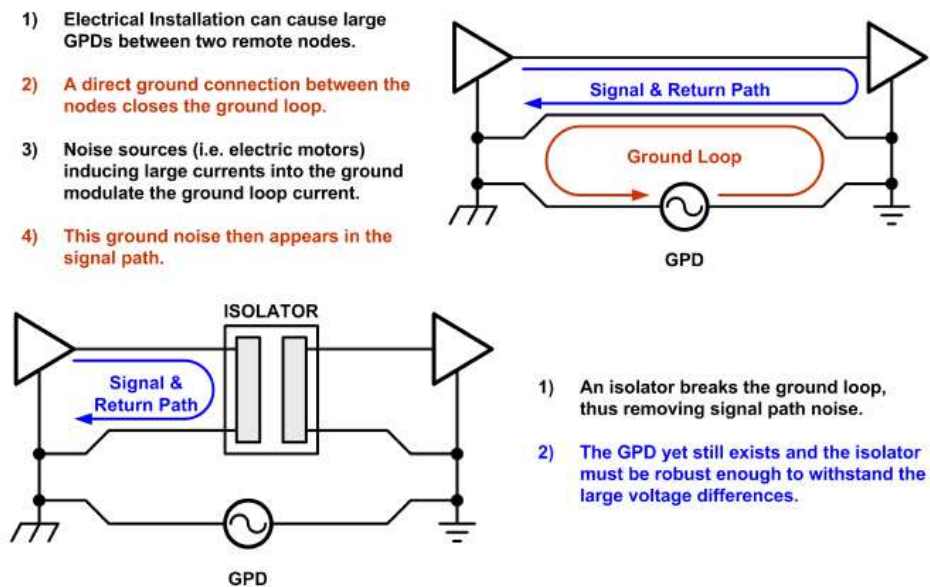 1) Electrical Installation can cause large
GPDs between two remote nodes.
2) A direct ground connection between the
nodes closes the ground loop.
3) Noise sources (i.e. electric motors)
inducing large currents into the ground
modulate the ground loop current.
4) This ground noise then appears in the
signal path.
Signal & Return Path
Ground Loop
GPD
ISOLATOR
Signal &
Return Path
GPD
1) An isolator breaks the ground loop,
thus removing signal path noise.
2) The GPD yet still exists and the isolator
must be robust enough to withstand the
large voltage differences.